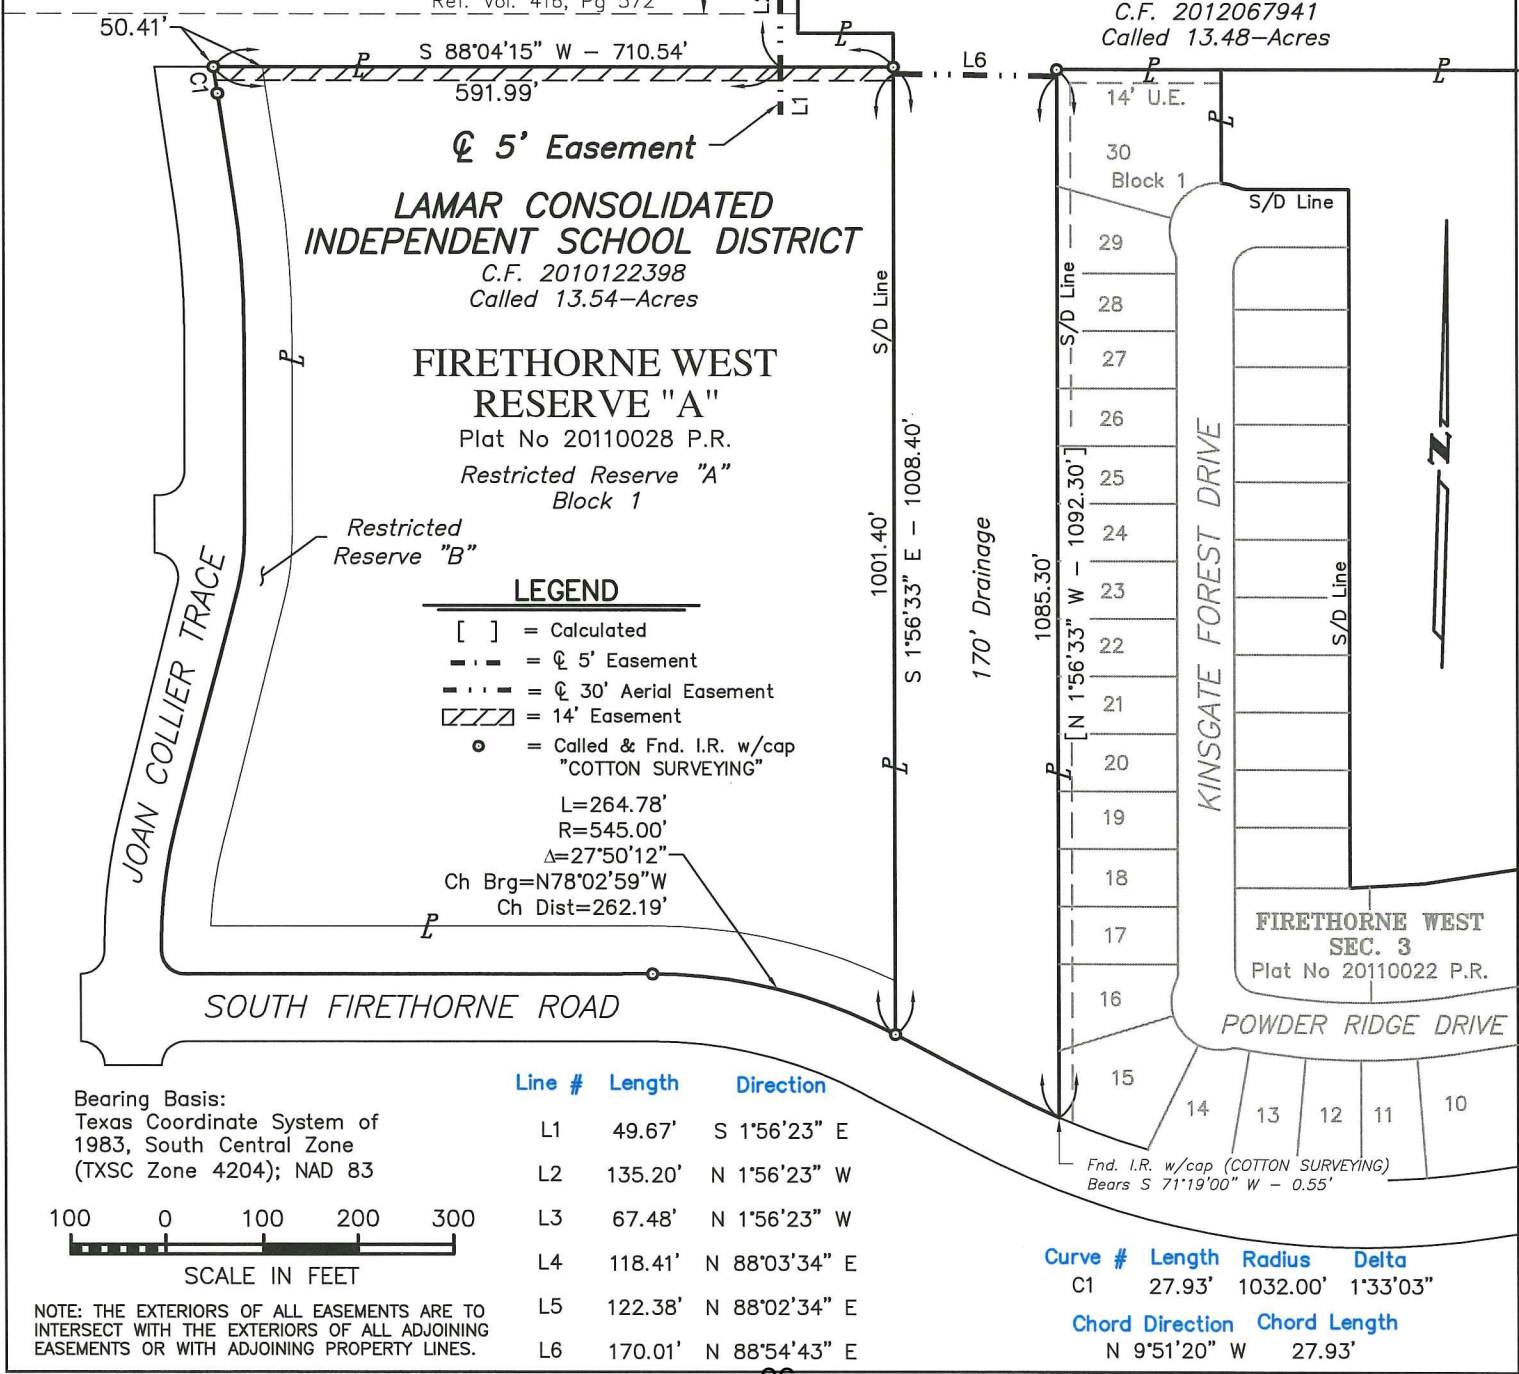 Ref. Vol. 416, Pg 572
50.41'
C.F. 2012067941
Called 13.48-Acres
S 88°04'15" W - 710.54'
P
P
L6
P
P
C1
591.99'
L1
14' U.E.
P
℄ 5' Easement
30
Block 1
S/D Line
LAMAR CONSOLIDATED
INDEPENDENT SCHOOL DISTRICT
C.F. 2010122398
Called 13.54-Acres
S/D Line
S/D Line
29
28
27
26
25
24
23
22
21
20
19
18
17
16
15
14
13
12
11
10
P
FIRETHORNE WEST
RESERVE "A"
Plat No 20110028 P.R.
Restricted Reserve "A"
Block 1
Restricted
Reserve "B"
1001.40'
S 1°56'33" E - 1008.40'
170' Drainage
1085.30'
[N 1°56'33" W - 1092.30']
KINSGATE FOREST DRIVE
S/D Line
N
JOAN COLLIER TRACE
LEGEND
[ ] = Calculated
= ℄ 5' Easement
= ℄ 30' Aerial Easement
= 14' Easement
= Called & Fnd. I.R. w/cap
"COTTON SURVEYING"
P
P
L=264.78'
R=545.00'
Δ=27°50'12"
Ch Brg=N78°02'59"W
Ch Dist=262.19'
P
FIRETHORNE WEST
SEC. 3
Plat No 20110022 P.R.
SOUTH FIRETHORNE ROAD
POWDER RIDGE DRIVE
Fnd. I.R. w/cap (COTTON SURVEYING)
Bears S 71°19'00" W - 0.55'
Bearing Basis:
Texas Coordinate System of
1983, South Central Zone
(TXSC Zone 4204); NAD 83
100 0 100 200 300
SCALE IN FEET
NOTE: THE EXTERIORS OF ALL EASEMENTS ARE TO
INTERSECT WITH THE EXTERIORS OF ALL ADJOINING
EASEMENTS OR WITH ADJOINING PROPERTY LINES.
Line # Length Direction
L1 49.67' S 1°56'23" E
L2 135.20' N 1°56'23" W
L3 67.48' N 1°56'23" W
L4 118.41' N 88°03'34" E
L5 122.38' N 88°02'34" E
L6 170.01' N 88°54'43" E
Curve # Length Radius Delta
C1 27.93' 1032.00' 1°33'03"
Chord Direction Chord Length
N 9°51'20" W 27.93'